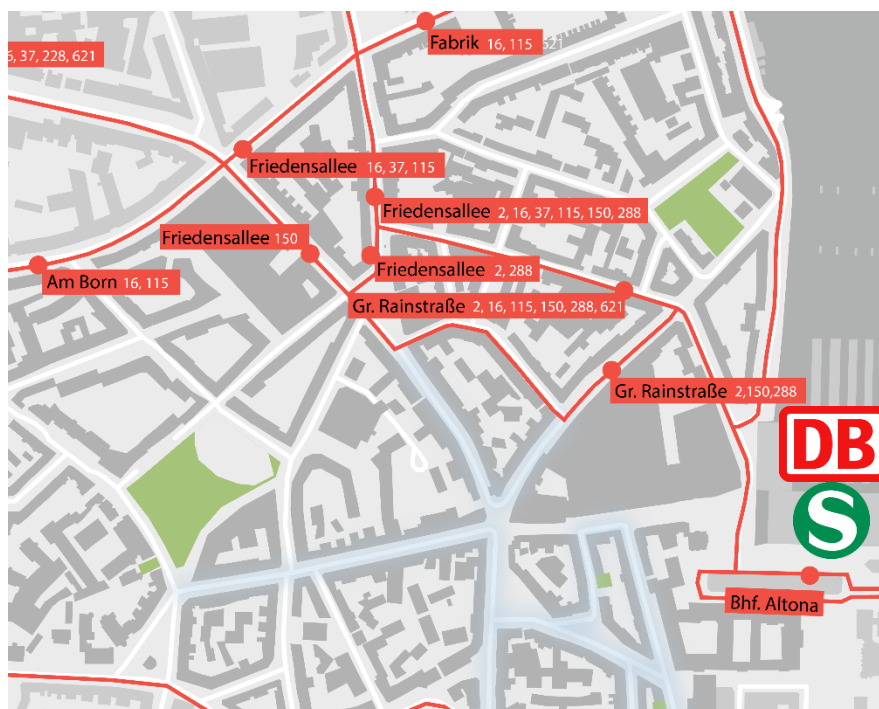 Fabrik 16, 115, 621
6, 37, 228, 621
Friedensallee 16, 37, 115
Friedensallee 2, 16, 37, 115, 150, 288
Friedensallee 150
Friedensallee 2, 288
Am Born 16, 115
Gr. Rainstraße 2, 16, 115, 150, 288, 621
Gr. Rainstraße 2,150,288
DB
S
Bhf. Altona